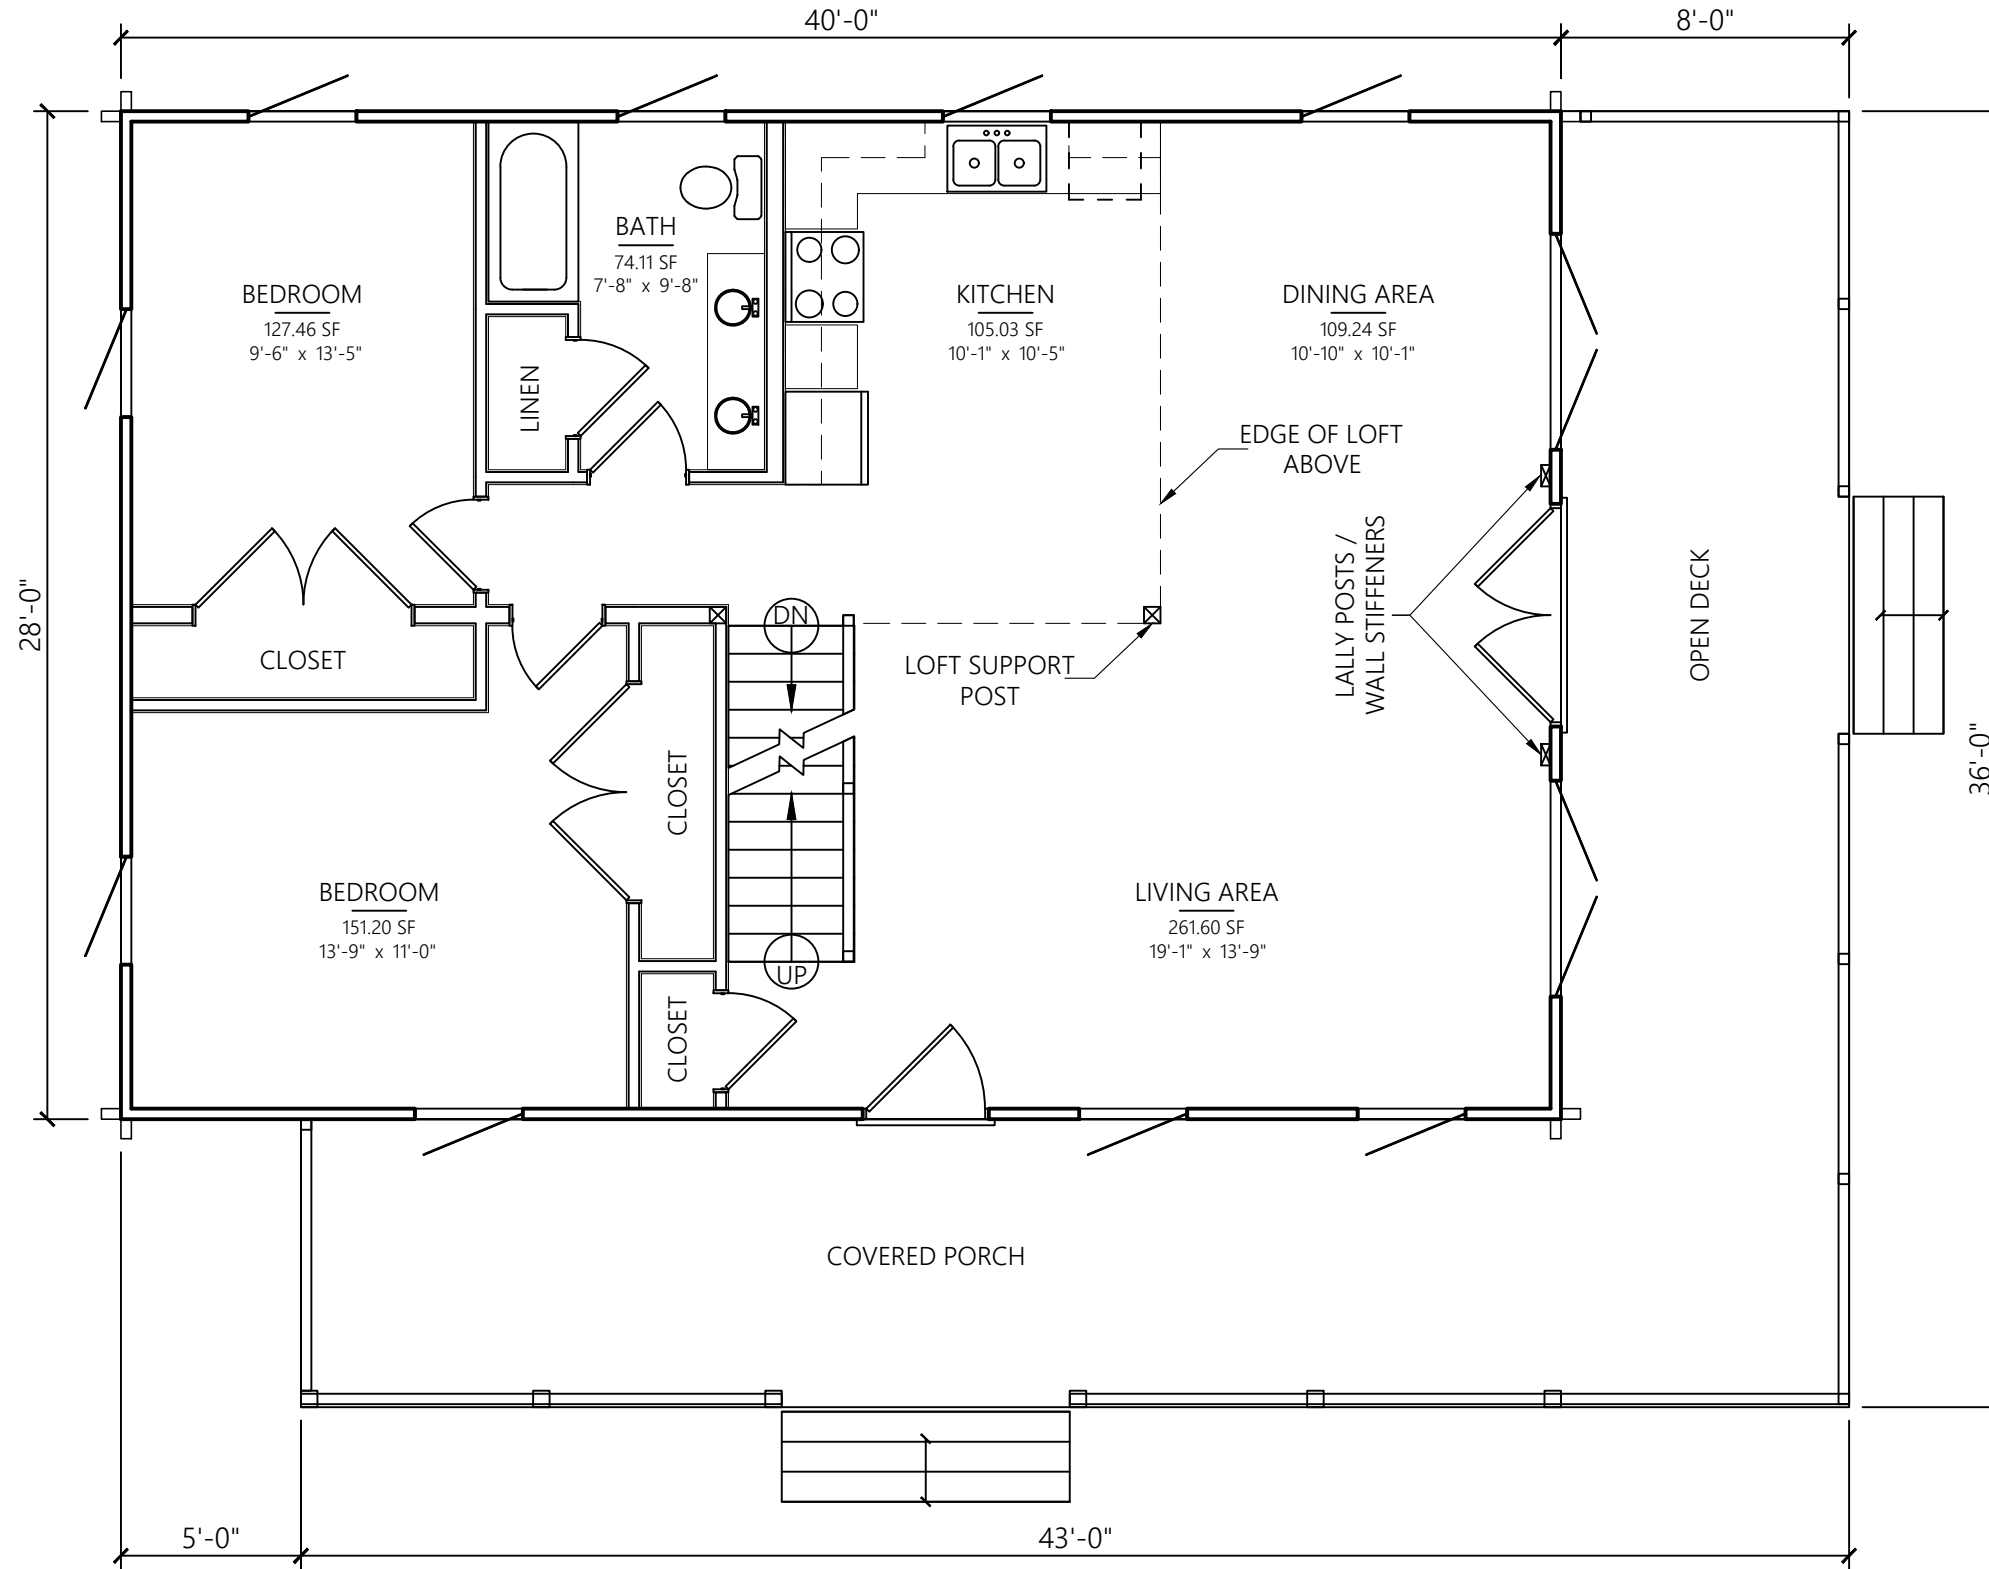 40'-0"
8'-0"
28'-0"
36'-0"
BEDROOM
127.46 SF
9'-6" x 13'-5"
BATH
74.11 SF
7'-8" x 9'-8"
LINEN
KITCHEN
105.03 SF
10'-1" x 10'-5"
DINING AREA
109.24 SF
10'-10" x 10'-1"
EDGE OF LOFT
ABOVE
LALLY POSTS /
WALL STIFFENERS
OPEN DECK
CLOSET
DN
LOFT SUPPORT
POST
CLOSET
BEDROOM
151.20 SF
13'-9" x 11'-0"
LIVING AREA
261.60 SF
19'-1" x 13'-9"
UP
CLOSET
COVERED PORCH
5'-0"
43'-0"